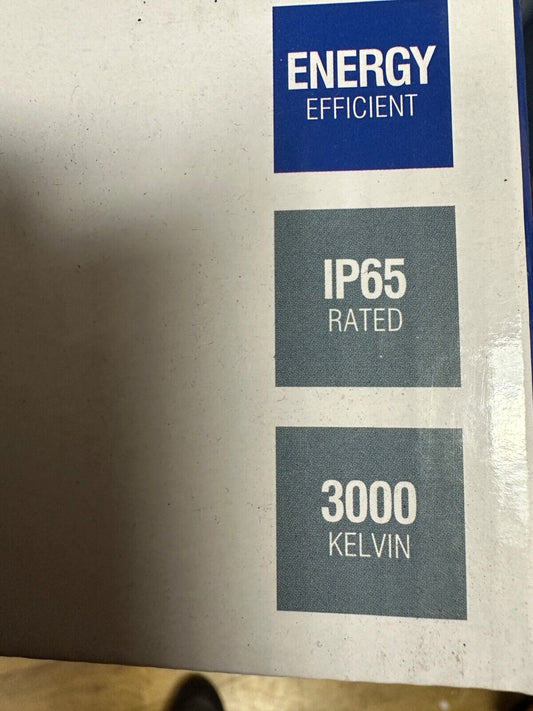 ENERGY
EFFICIENT
IP65
RATED
3000
KELVIN